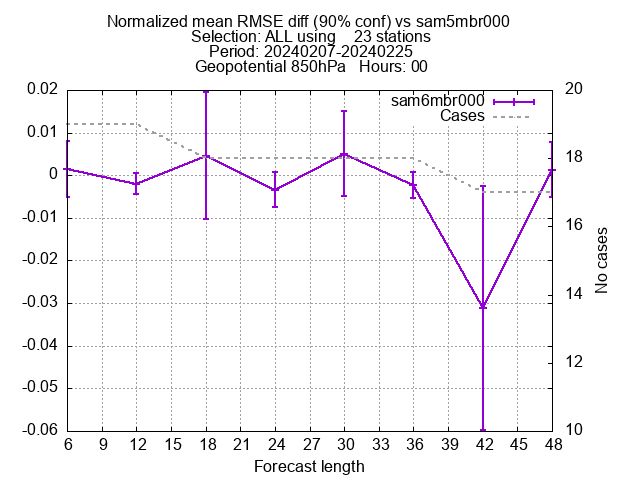 Normalized mean RMSE diff (90% conf) vs sam5mbr000
Selection: ALL using    23 stations
Period: 20240207-20240225
Geopotential 850hPa   Hours: 00
sam6mbr000
Cases
0.02
0.01
0
-0.01
-0.02
-0.03
-0.04
-0.05
-0.06
20
18
16
14
12
10
No cases
6 9 12 15 18 21 24 27 30 33 36 39 42 45 48
Forecast length